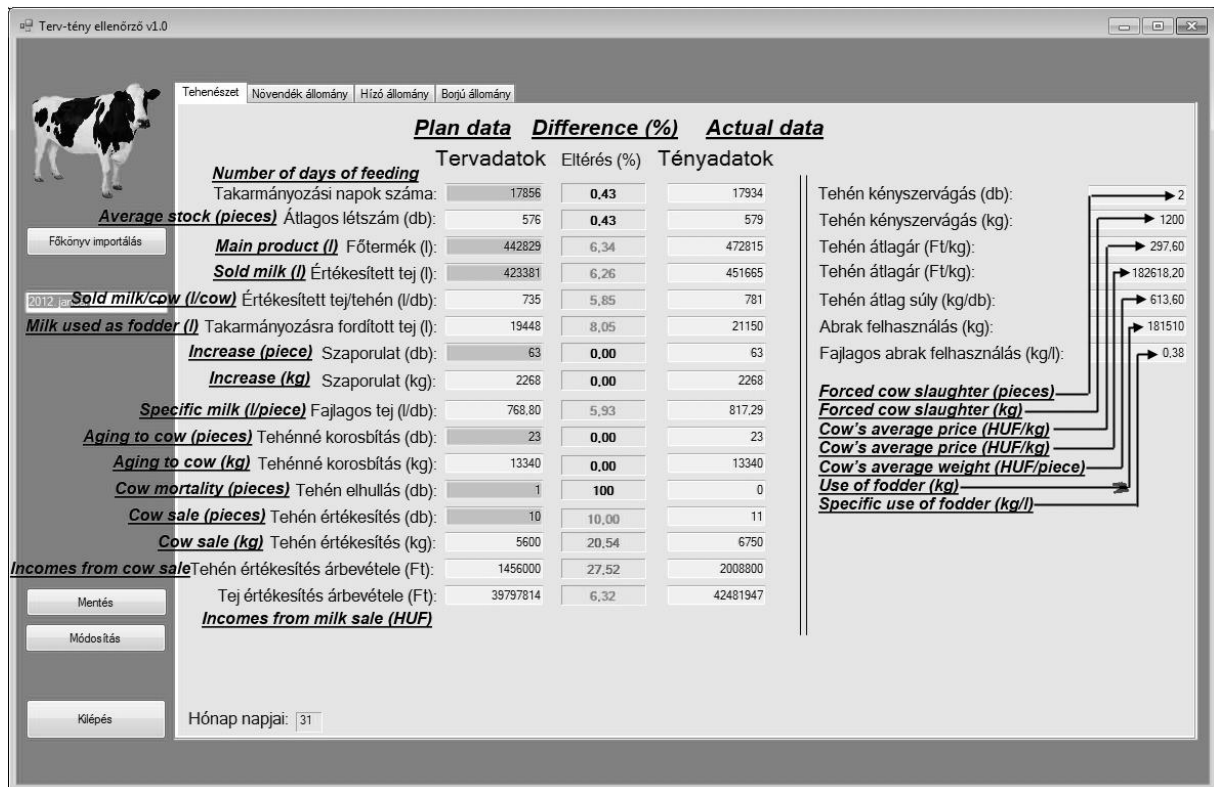 Terv-tény ellenőrző v1.0
Tehenészet Növendék állomány Hízó állomány Borjú állomány
Plan data Difference (%) Actual data
Tervadatok Eltérés (%) Tényadatok
Number of days of feeding
Takarmányozási napok száma: 17856 0,43 17934
Average stock (pieces) Átlagos létszám (db): 576 0,43 579
Főkönyv importálás
Main product (l) Főtermék (l): 442829 6,34 472815
Sold milk (l) Értékesített tej (l): 423381 6,26 451665
2012. jan
Sold milk/cow (l/cow) Értékesített tej/tehén (l/db): 735 5,85 781
Milk used as fodder (l) Takarmányozásra fordított tej (l): 19448 8,05 21150
Increase (piece) Szaporulat (db): 63 0,00 63
Increase (kg) Szaporulat (kg): 2268 0,00 2268
Specific milk (l/piece) Fajlagos tej (l/db): 768,80 5,93 817,29
Aging to cow (pieces) Tehénné korosbítás (db): 23 0,00 23
Aging to cow (kg) Tehénné korosbítás (kg): 13340 0,00 13340
Cow mortality (pieces) Tehén elhullás (db): 1 100 0
Cow sale (pieces) Tehén értékesítés (db): 10 10,00 11
Cow sale (kg) Tehén értékesítés (kg): 5600 20,54 6750
Incomes from cow sale Tehén értékesítés árbevétele (Ft): 1456000 27,52 2008800
Tej értékesítés árbevétele (Ft): 39797814 6,32 42481947
Incomes from milk sale (HUF)
Mentés
Módosítás
Kilépés
Hónap napjai: 31
Tehén kényszervágás (db): 2
Tehén kényszervágás (kg): 1200
Tehén átlagár (Ft/kg): 297,60
Tehén átlagár (Ft/kg): 182618,20
Tehén átlag súly (kg/db): 613,60
Abrak felhasználás (kg): 181510
Fajlagos abrak felhasználás (kg/l): 0,38
Forced cow slaughter (pieces)
Forced cow slaughter (kg)
Cow's average price (HUF/kg)
Cow's average price (HUF/kg)
Cow's average weight (HUF/piece)
Use of fodder (kg)
Specific use of fodder (kg/l)